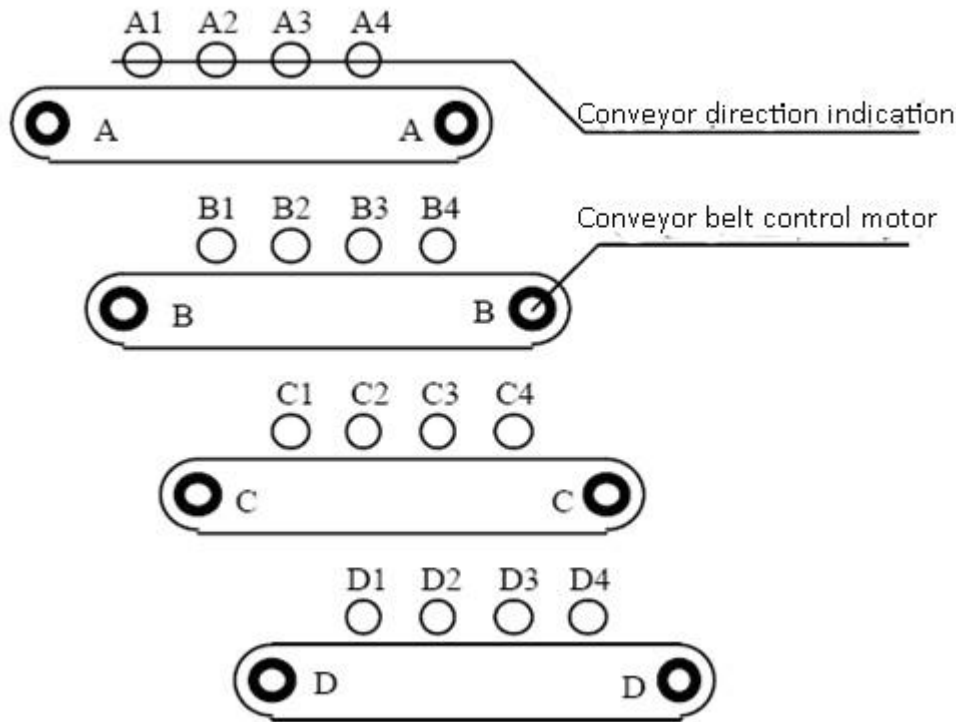 A1 A2 A3 A4
Conveyor direction indication
A A
B1 B2 B3 B4
Conveyor belt control motor
B B
C1 C2 C3 C4
C C
D1 D2 D3 D4
D D